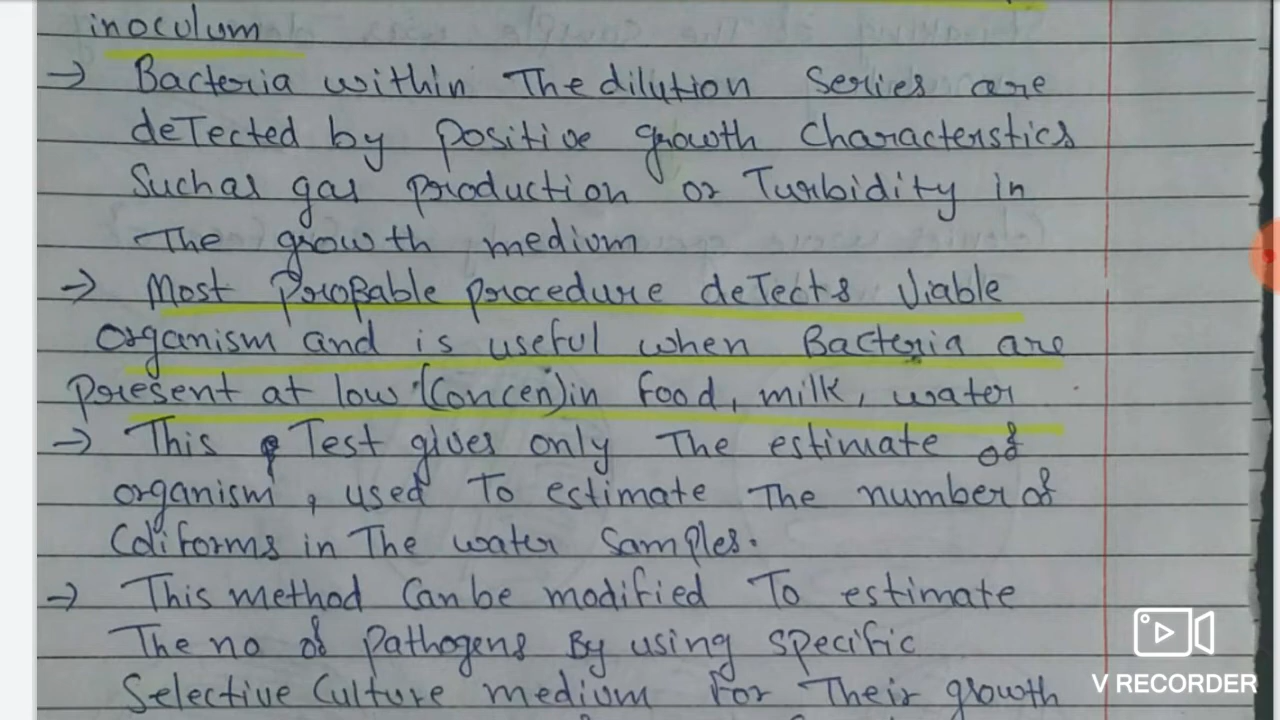 inoculum
→ Bacteria within The dilution series are
deTected by positive growth characterstics
Such as gas production or Turbidity in
The growth medium
→ Most Probable procedure deTects Viable
organism and is useful when Bacteria are
present at low (Concen) in food, milk, water
→ This Test gives only The estimate of
organism, used To estimate The number of
Coliforms in The water samples.
→ This method Can be modified To estimate
The no of Pathogens By using specific
Selective Culture medium For Their growth
V RECORDER